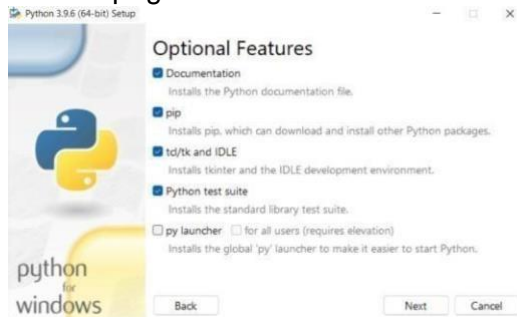 Python 3.9.6 (64-bit) Setup
Optional Features
Documentation
Installs the Python documentation file.
pip
Installs pip, which can download and install other Python packages.
td/tk and IDLE
Installs tkinter and the IDLE development environment.
Python test suite
Installs the standard library test suite.
py launcher for all users (requires elevation)
Installs the global 'py' launcher to make it easier to start Python.
python
for
windows
Back Next Cancel